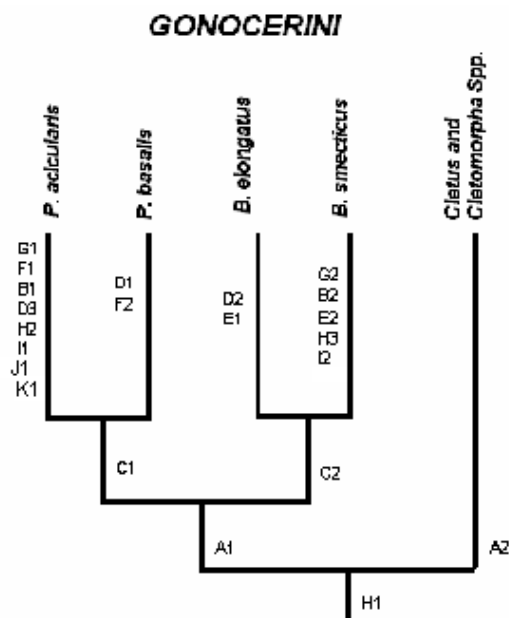 GONOCERINI
P. acicularis
P. basalis
B. elongatus
B. smecticus
Cletus and
Cletomorpha Spp.
G1
F1
B1
D3
H2
I1
J1
K1
D1
F2
D2
E1
G2
B2
E2
H3
I2
C1
C2
A1
A2
H1